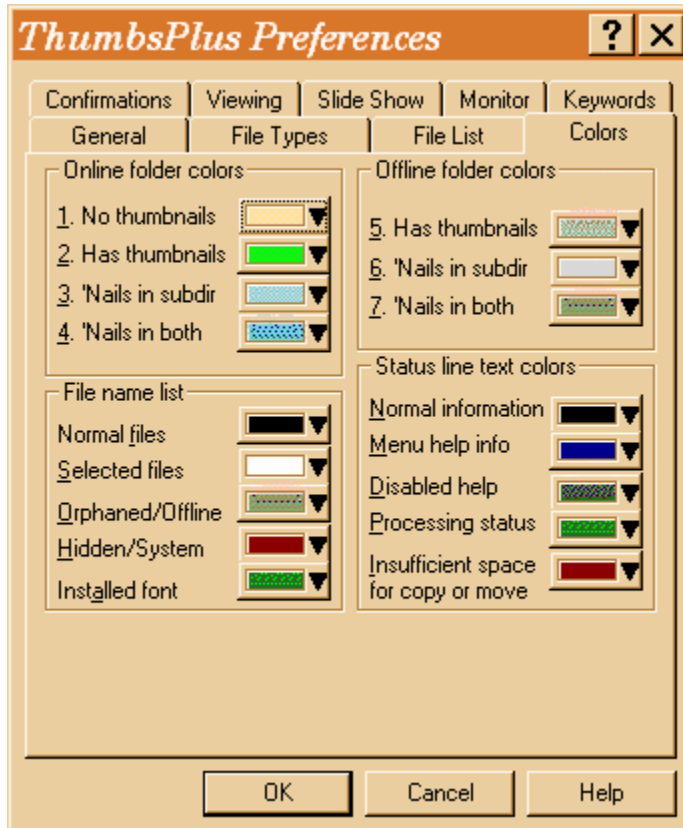 ThumbsPlus Preferences
?
Confirmations Viewing Slide Show Monitor Keywords
General File Types File List Colors
Online folder colors
1. No thumbnails
2. Has thumbnails
3. 'Nails in subdir
4. 'Nails in both
Offline folder colors
5. Has thumbnails
6. 'Nails in subdir
7. 'Nails in both
File name list
Normal files
Selected files
Orphaned/Offline
Hidden/System
Installed font
Status line text colors
Normal information
Menu help info
Disabled help
Processing status
Insufficient space
for copy or move
OK Cancel Help